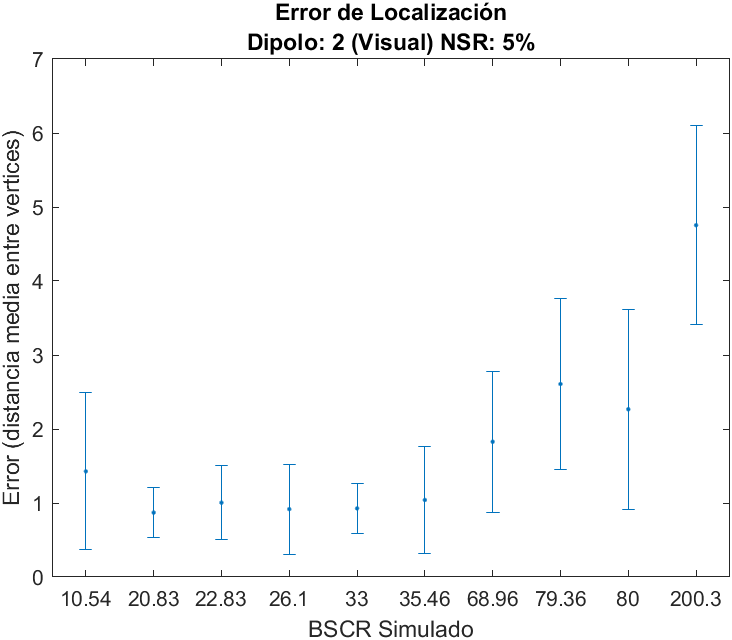 Error de Localización
Dipolo: 2 (Visual) NSR: 5%
Error (distancia media entre vertices)
7
6
5
4
3
2
1
0
10.54 20.83 22.83 26.1 33 35.46 68.96 79.36 80 200.3
BSCR Simulado